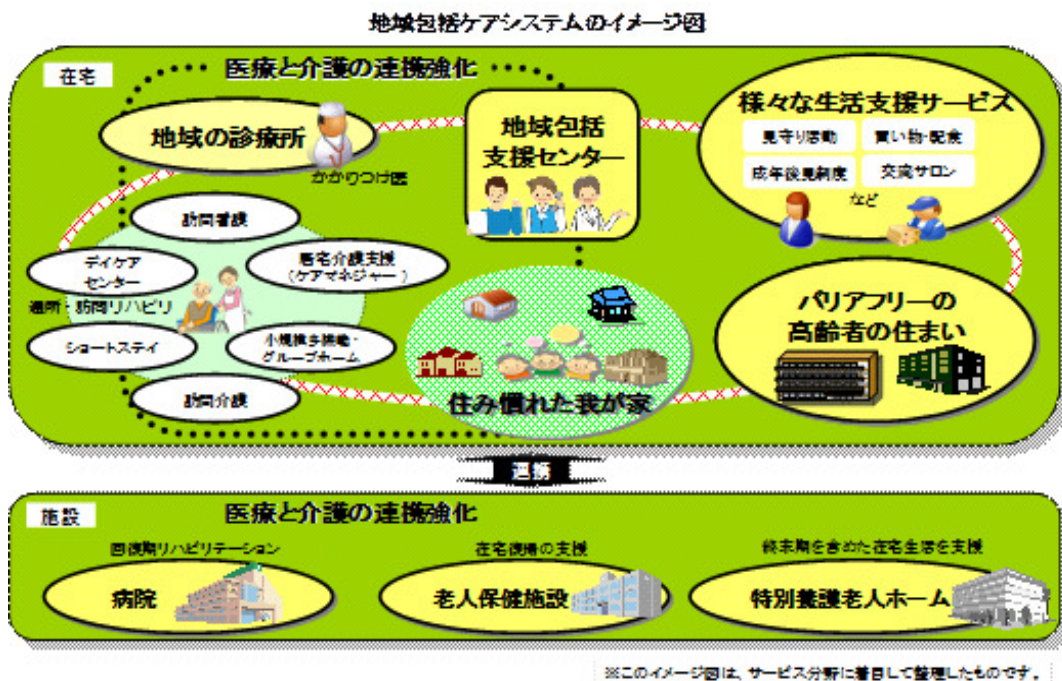 地域包括ケアシステムのイメージ図
在宅
医療と介護の連携強化
地域の診療所
かかりつけ医
地域包括
支援センター
様々な生活支援サービス
見守り活動
買い物・配食
成年後見制度
交流サロン
など
訪問看護
デイケア
センター
居宅介護支援
(ケアマネジャー)
通所・訪問リハビリ
ショートステイ
小規模多機能・
グループホーム
訪問介護
住み慣れた我が家
バリアフリーの
高齢者の住まい
連携
施設
医療と介護の連携強化
回復期リハビリテーション
病院
在宅復帰の支援
老人保健施設
終末期を含めた在宅生活を支援
特別養護老人ホーム
※このイメージ図は、サービス分野に着目して整理したものです。